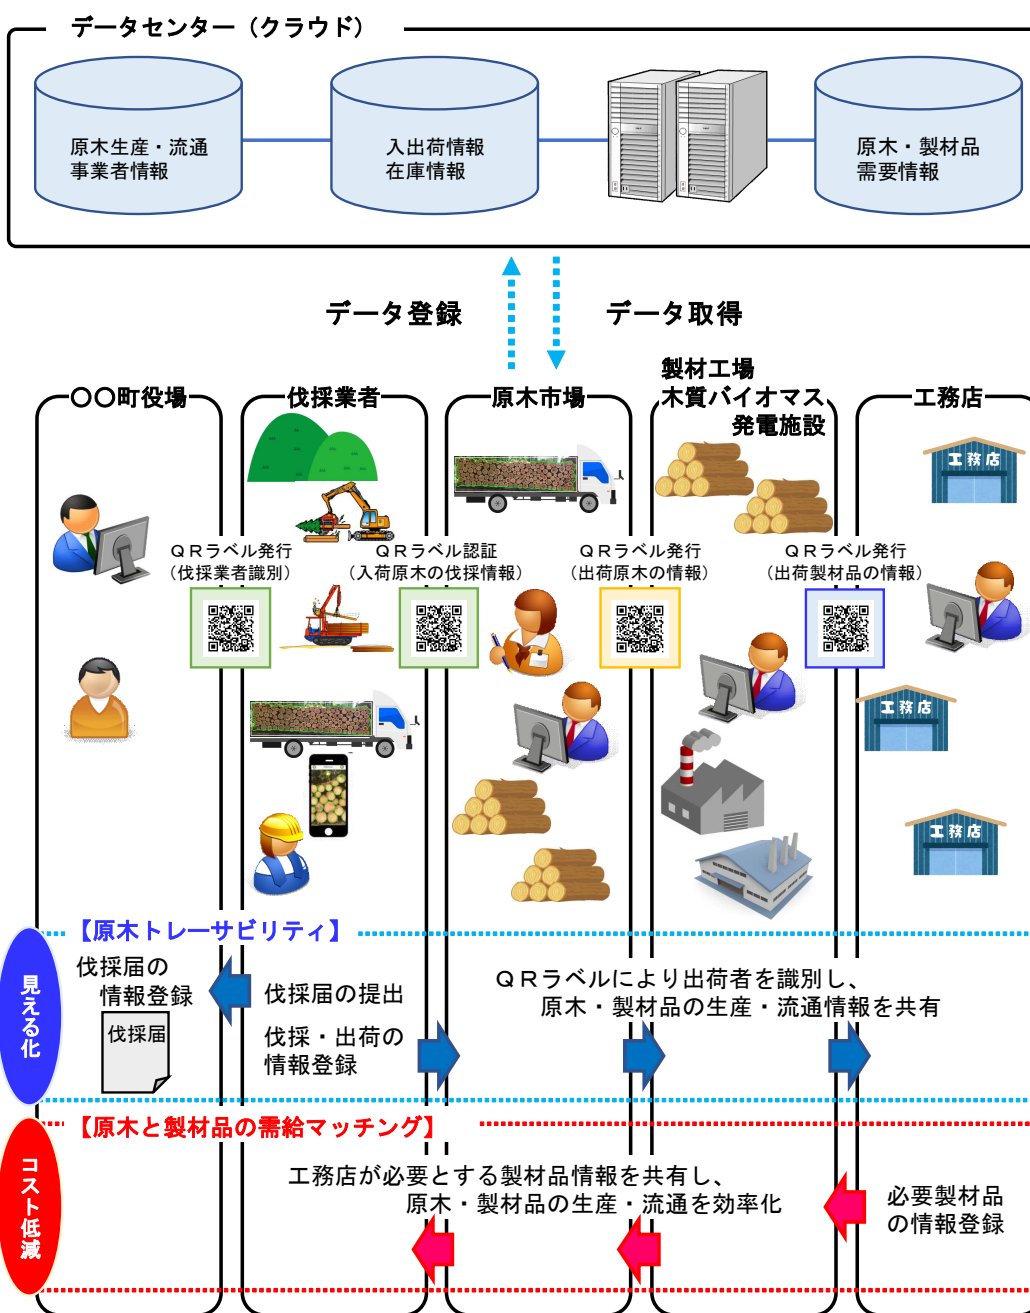 データセンター（クラウド）
原木生産・流通
事業者情報
入出荷情報
在庫情報
原木・製材品
需要情報
データ登録
データ取得
〇〇町役場
伐採業者
原木市場
製材工場
木質バイオマス
発電施設
工務店
工務店
ＱＲラベル発行
（伐採業者識別）
ＱＲラベル認証
（入荷原木の伐採情報）
ＱＲラベル発行
（出荷原木の情報）
ＱＲラベル発行
（出荷製材品の情報）
工務店
工務店
【原木トレーサビリティ】
見える化
伐採届の
情報登録
伐採届
伐採届の提出
伐採・出荷の
情報登録
ＱＲラベルにより出荷者を識別し、
原木・製材品の生産・流通情報を共有
【原木と製材品の需給マッチング】
コスト低減
工務店が必要とする製材品情報を共有し、
原木・製材品の生産・流通を効率化
必要製材品
の情報登録